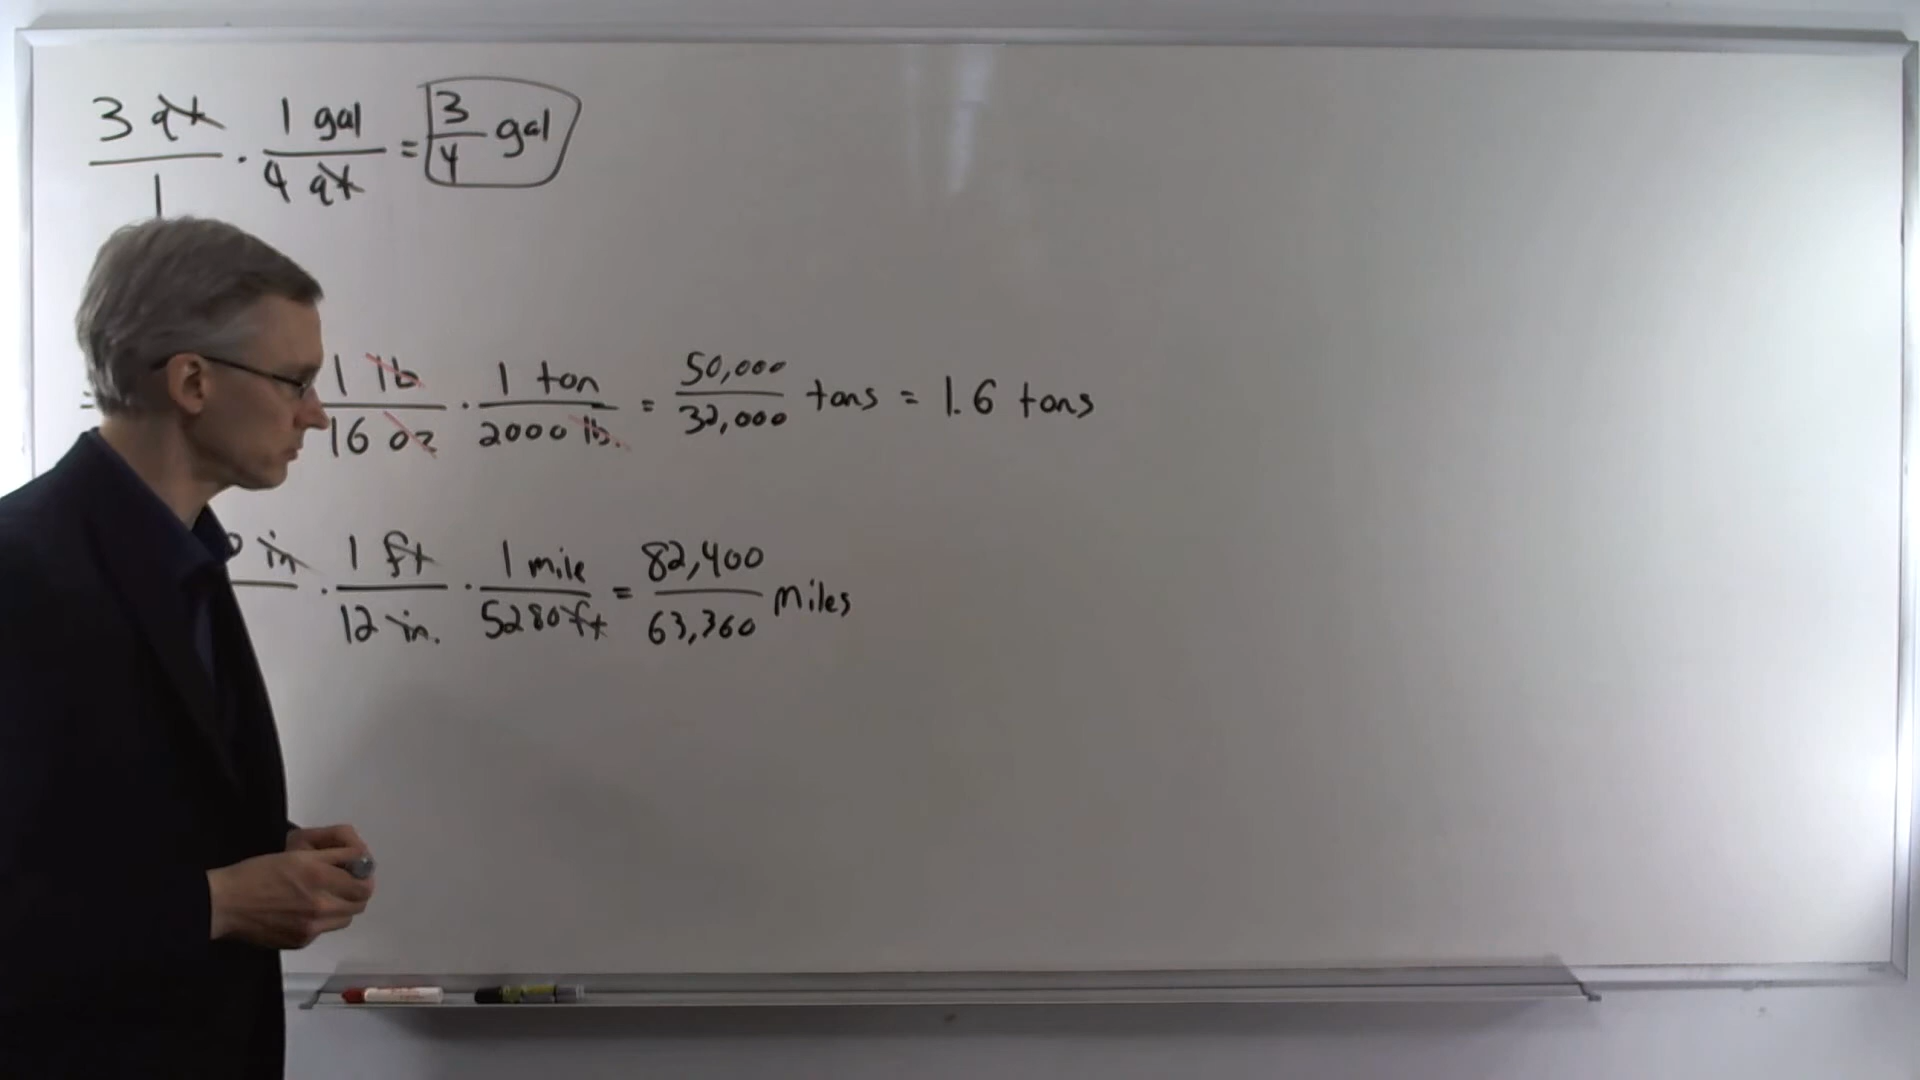 3 qt / 1 · 1 gal / 4 qt = 3/4 gal
= 1 lb / 16 oz · 1 ton / 2000 lb. = 50,000 / 32,000 tons = 1.6 tons
0 in · 1 ft / 12 in. · 1 mile / 5280 ft = 82,400 / 63,360 miles